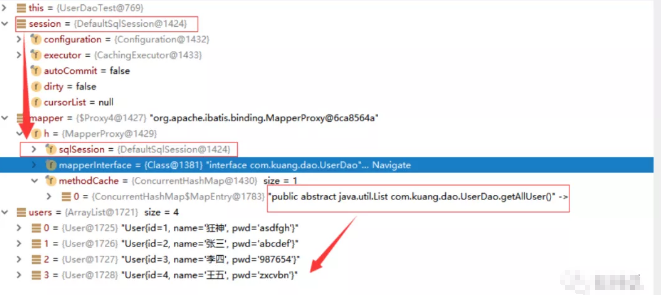 this = {UserDaoTest@769}
session = {DefaultSqlSession@1424}
configuration = {Configuration@1432}
executor = {CachingExecutor@1433}
autoCommit = false
dirty = false
cursorList = null
mapper = {$Proxy4@1427} "org.apache.ibatis.binding.MapperProxy@6ca8564a"
h = {MapperProxy@1429}
sqlSession = {DefaultSqlSession@1424}
mapperInterface = {Class@1381} "interface com.kuang.dao.UserDao"... Navigate
methodCache = {ConcurrentHashMap@1430} size = 1
0 = {ConcurrentHashMap$MapEntry@1783} "public abstract java.util.List com.kuang.dao.UserDao.getAllUser()" ->
users = {ArrayList@1721} size = 4
0 = {User@1725} "User{id=1, name='狂神', pwd='asdfgh'}"
1 = {User@1726} "User{id=2, name='张三', pwd='abcdef'}"
2 = {User@1727} "User{id=3, name='李四', pwd='987654'}"
3 = {User@1728} "User{id=4, name='王五', pwd='zxcvbn'}"